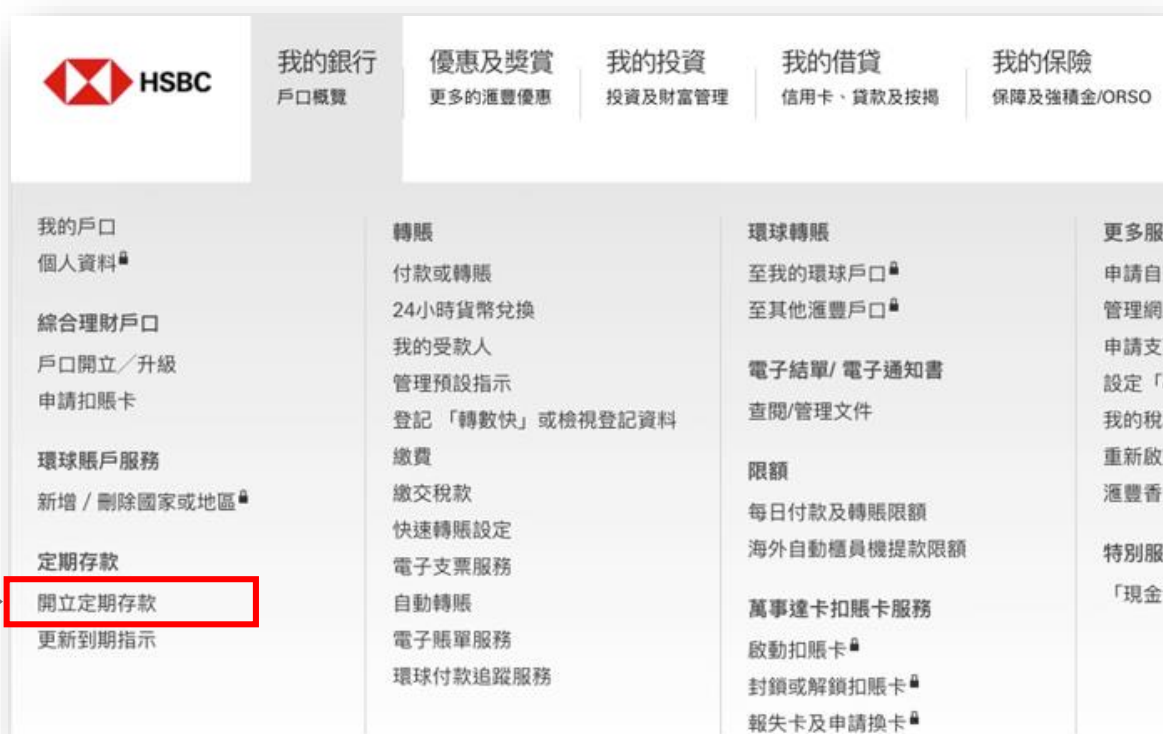 HSBC
我的銀行
戶口概覽
優惠及獎賞
更多的滙豐優惠
我的投資
投資及財富管理
我的借貸
信用卡、貸款及按揭
我的保險
保障及強積金/ORSO
我的戶口
個人資料
綜合理財戶口
戶口開立／升級
申請扣賬卡
環球賬戶服務
新增 / 刪除國家或地區
定期存款
開立定期存款
更新到期指示
轉賬
付款或轉賬
24小時貨幣兌換
我的受款人
管理預設指示
登記 「轉數快」或檢視登記資料
繳費
繳交稅款
快速轉賬設定
電子支票服務
自動轉賬
電子賬單服務
環球付款追蹤服務
環球轉賬
至我的環球戶口
至其他滙豐戶口
電子結單/ 電子通知書
查閱/管理文件
限額
每日付款及轉賬限額
海外自動櫃員機提款限額
萬事達卡扣賬卡服務
啟動扣賬卡
封鎖或解鎖扣賬卡
報失卡及申請換卡
更多服
申請自
管理網
申請支
設定「
我的稅
重新啟
滙豐香
特別服
「現金